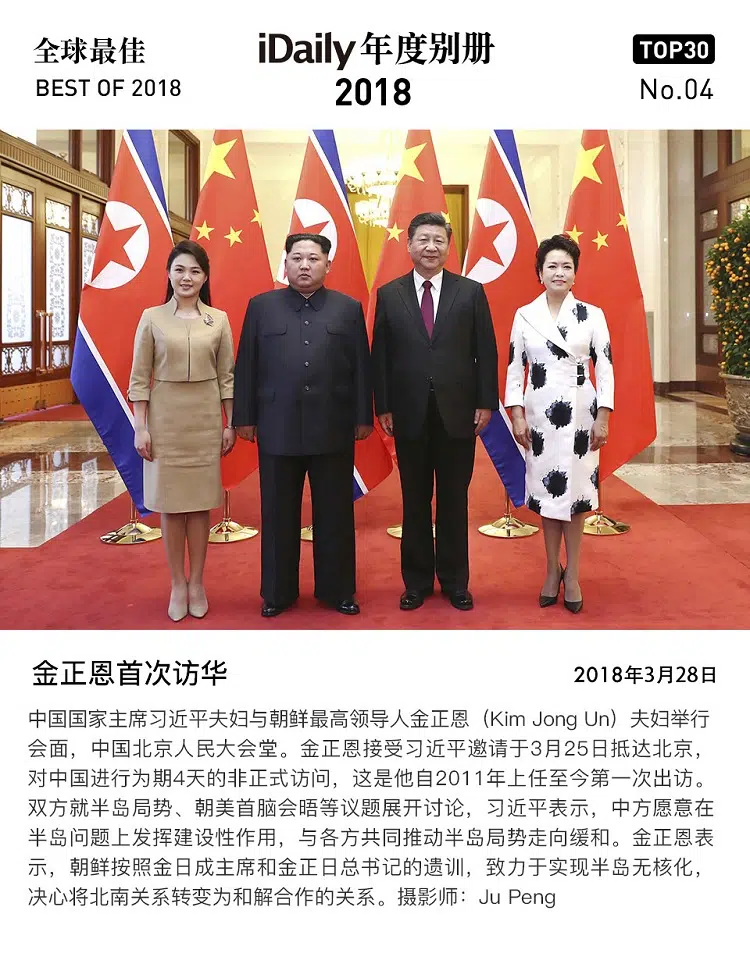 全球最佳
BEST OF 2018
iDaily 年度别册
2018
TOP30
No.04
金正恩首次访华
2018年3月28日
中国国家主席习近平夫妇与朝鲜最高领导人金正恩（Kim Jong Un）夫妇举行
会面，中国北京人民大会堂。金正恩接受习近平邀请于3月25日抵达北京，
对中国进行为期4天的非正式访问，这是他自2011年上任至今第一次出访。
双方就半岛局势、朝美首脑会晤等议题展开讨论，习近平表示，中方愿意在
半岛问题上发挥建设性作用，与各方共同推动半岛局势走向缓和。金正恩表
示，朝鲜按照金日成主席和金正日总书记的遗训，致力于实现半岛无核化，
决心将北南关系转变为和解合作的关系。摄影师：Ju Peng